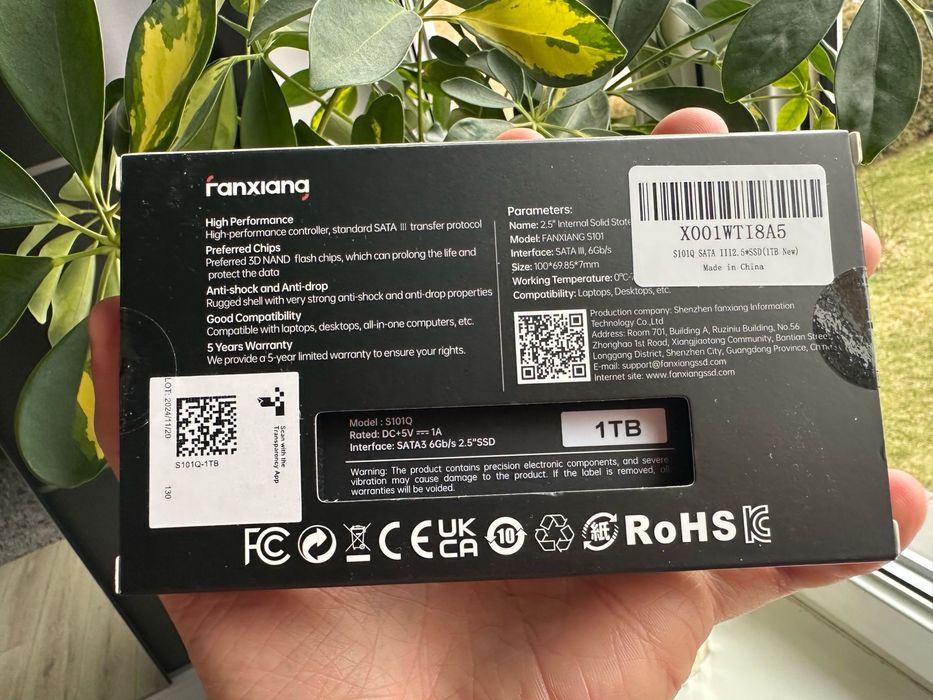 fanxiang
High Performance
High-performance controller, standard SATA III transfer protocol
Preferred Chips
Preferred 3D NAND flash chips, which can prolong the life and
protect the data
Anti-shock and Anti-drop
Rugged shell with very strong anti-shock and anti-drop properties
Good Compatibility
Compatible with laptops, desktops, all-in-one computers, etc.
5 Years Warranty
We provide a 5-year limited warranty to ensure your rights.
Parameters:
Name: 2.5" Internal Solid State
Model: FANXIANG S101
Interface: SATA III, 6Gb/s
Size: 100*69.85*7mm
Working Temperature: 0°C-
Compatibility: Laptops, Desktops, etc.
X001WTI8A5
S101Q SATA III2.5*SSD(1TB New)
Made in China
Production company: Shenzhen fanxiang Information
Technology Co.,Ltd
Address: Room 701, Building A, Ruziniu Building, No.56
Zhonghao 1st Road, Xiangjiaotang Community, Bantian Street,
Longgang District, Shenzhen City, Guangdong Province, China
E-mail: support@fanxiangssd.com
Internet site: www.fanxiangssd.com
LOT: 2024/11/20
S101Q-1TB
130
Scan with the
Transparency App
Model : S101Q
Rated: DC+5V ⎓ 1A
Interface: SATA3 6Gb/s 2.5"SSD
1TB
Warning: The product contains precision electronic components, and severe
vibration may cause damage to the product. If the label is removed, all
warranties will be voided.
FC CE UK CA 10 紙 RoHS